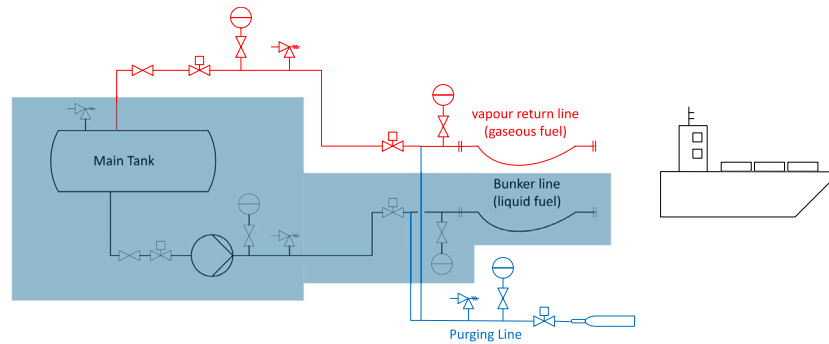 vapour return line
(gaseous fuel)
Main Tank
Bunker line
(liquid fuel)
Purging Line